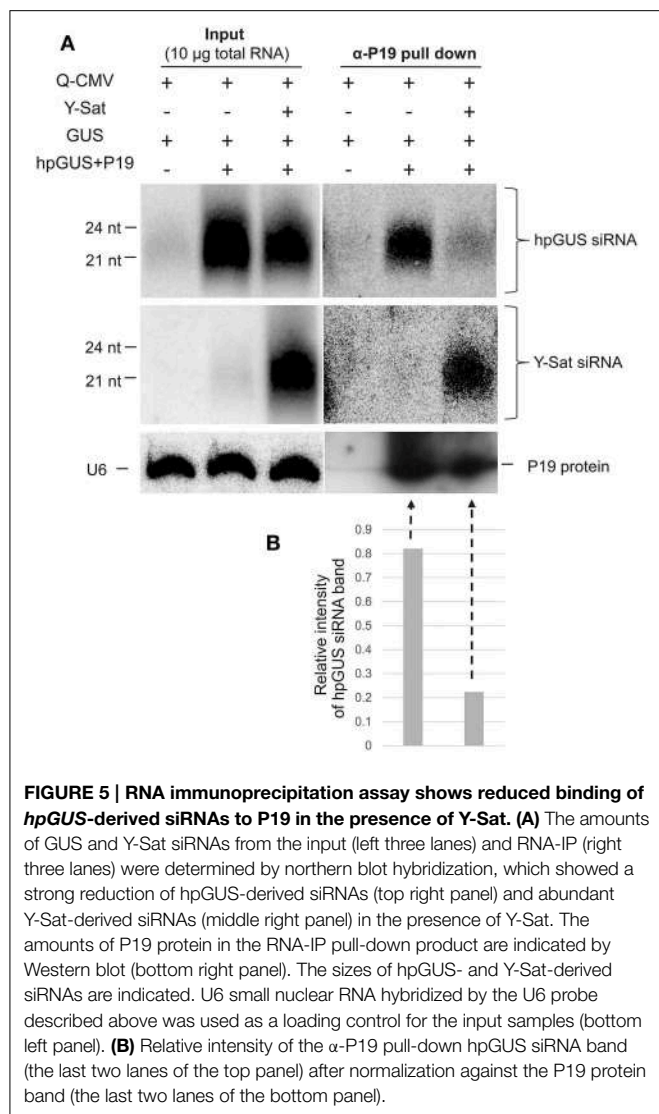 A
Input
(10 µg total RNA)
α-P19 pull down
Q-CMV + + + + + +
Y-Sat - - + - - +
GUS + + + + + +
hpGUS+P19 - + + - + +
24 nt
21 nt
hpGUS siRNA
24 nt
21 nt
Y-Sat siRNA
U6
P19 protein
B
Relative intensity
of hpGUS siRNA band
0.9
0.8
0.7
0.6
0.5
0.4
0.3
0.2
0.1
0
FIGURE 5 | RNA immunoprecipitation assay shows reduced binding of
hpGUS-derived siRNAs to P19 in the presence of Y-Sat. (A) The amounts
of GUS and Y-Sat siRNAs from the input (left three lanes) and RNA-IP (right
three lanes) were determined by northern blot hybridization, which showed a
strong reduction of hpGUS-derived siRNAs (top right panel) and abundant
Y-Sat-derived siRNAs (middle right panel) in the presence of Y-Sat. The
amounts of P19 protein in the RNA-IP pull-down product are indicated by
Western blot (bottom right panel). The sizes of hpGUS- and Y-Sat-derived
siRNAs are indicated. U6 small nuclear RNA hybridized by the U6 probe
described above was used as a loading control for the input samples (bottom
left panel). (B) Relative intensity of the α-P19 pull-down hpGUS siRNA band
(the last two lanes of the top panel) after normalization against the P19 protein
band (the last two lanes of the bottom panel).